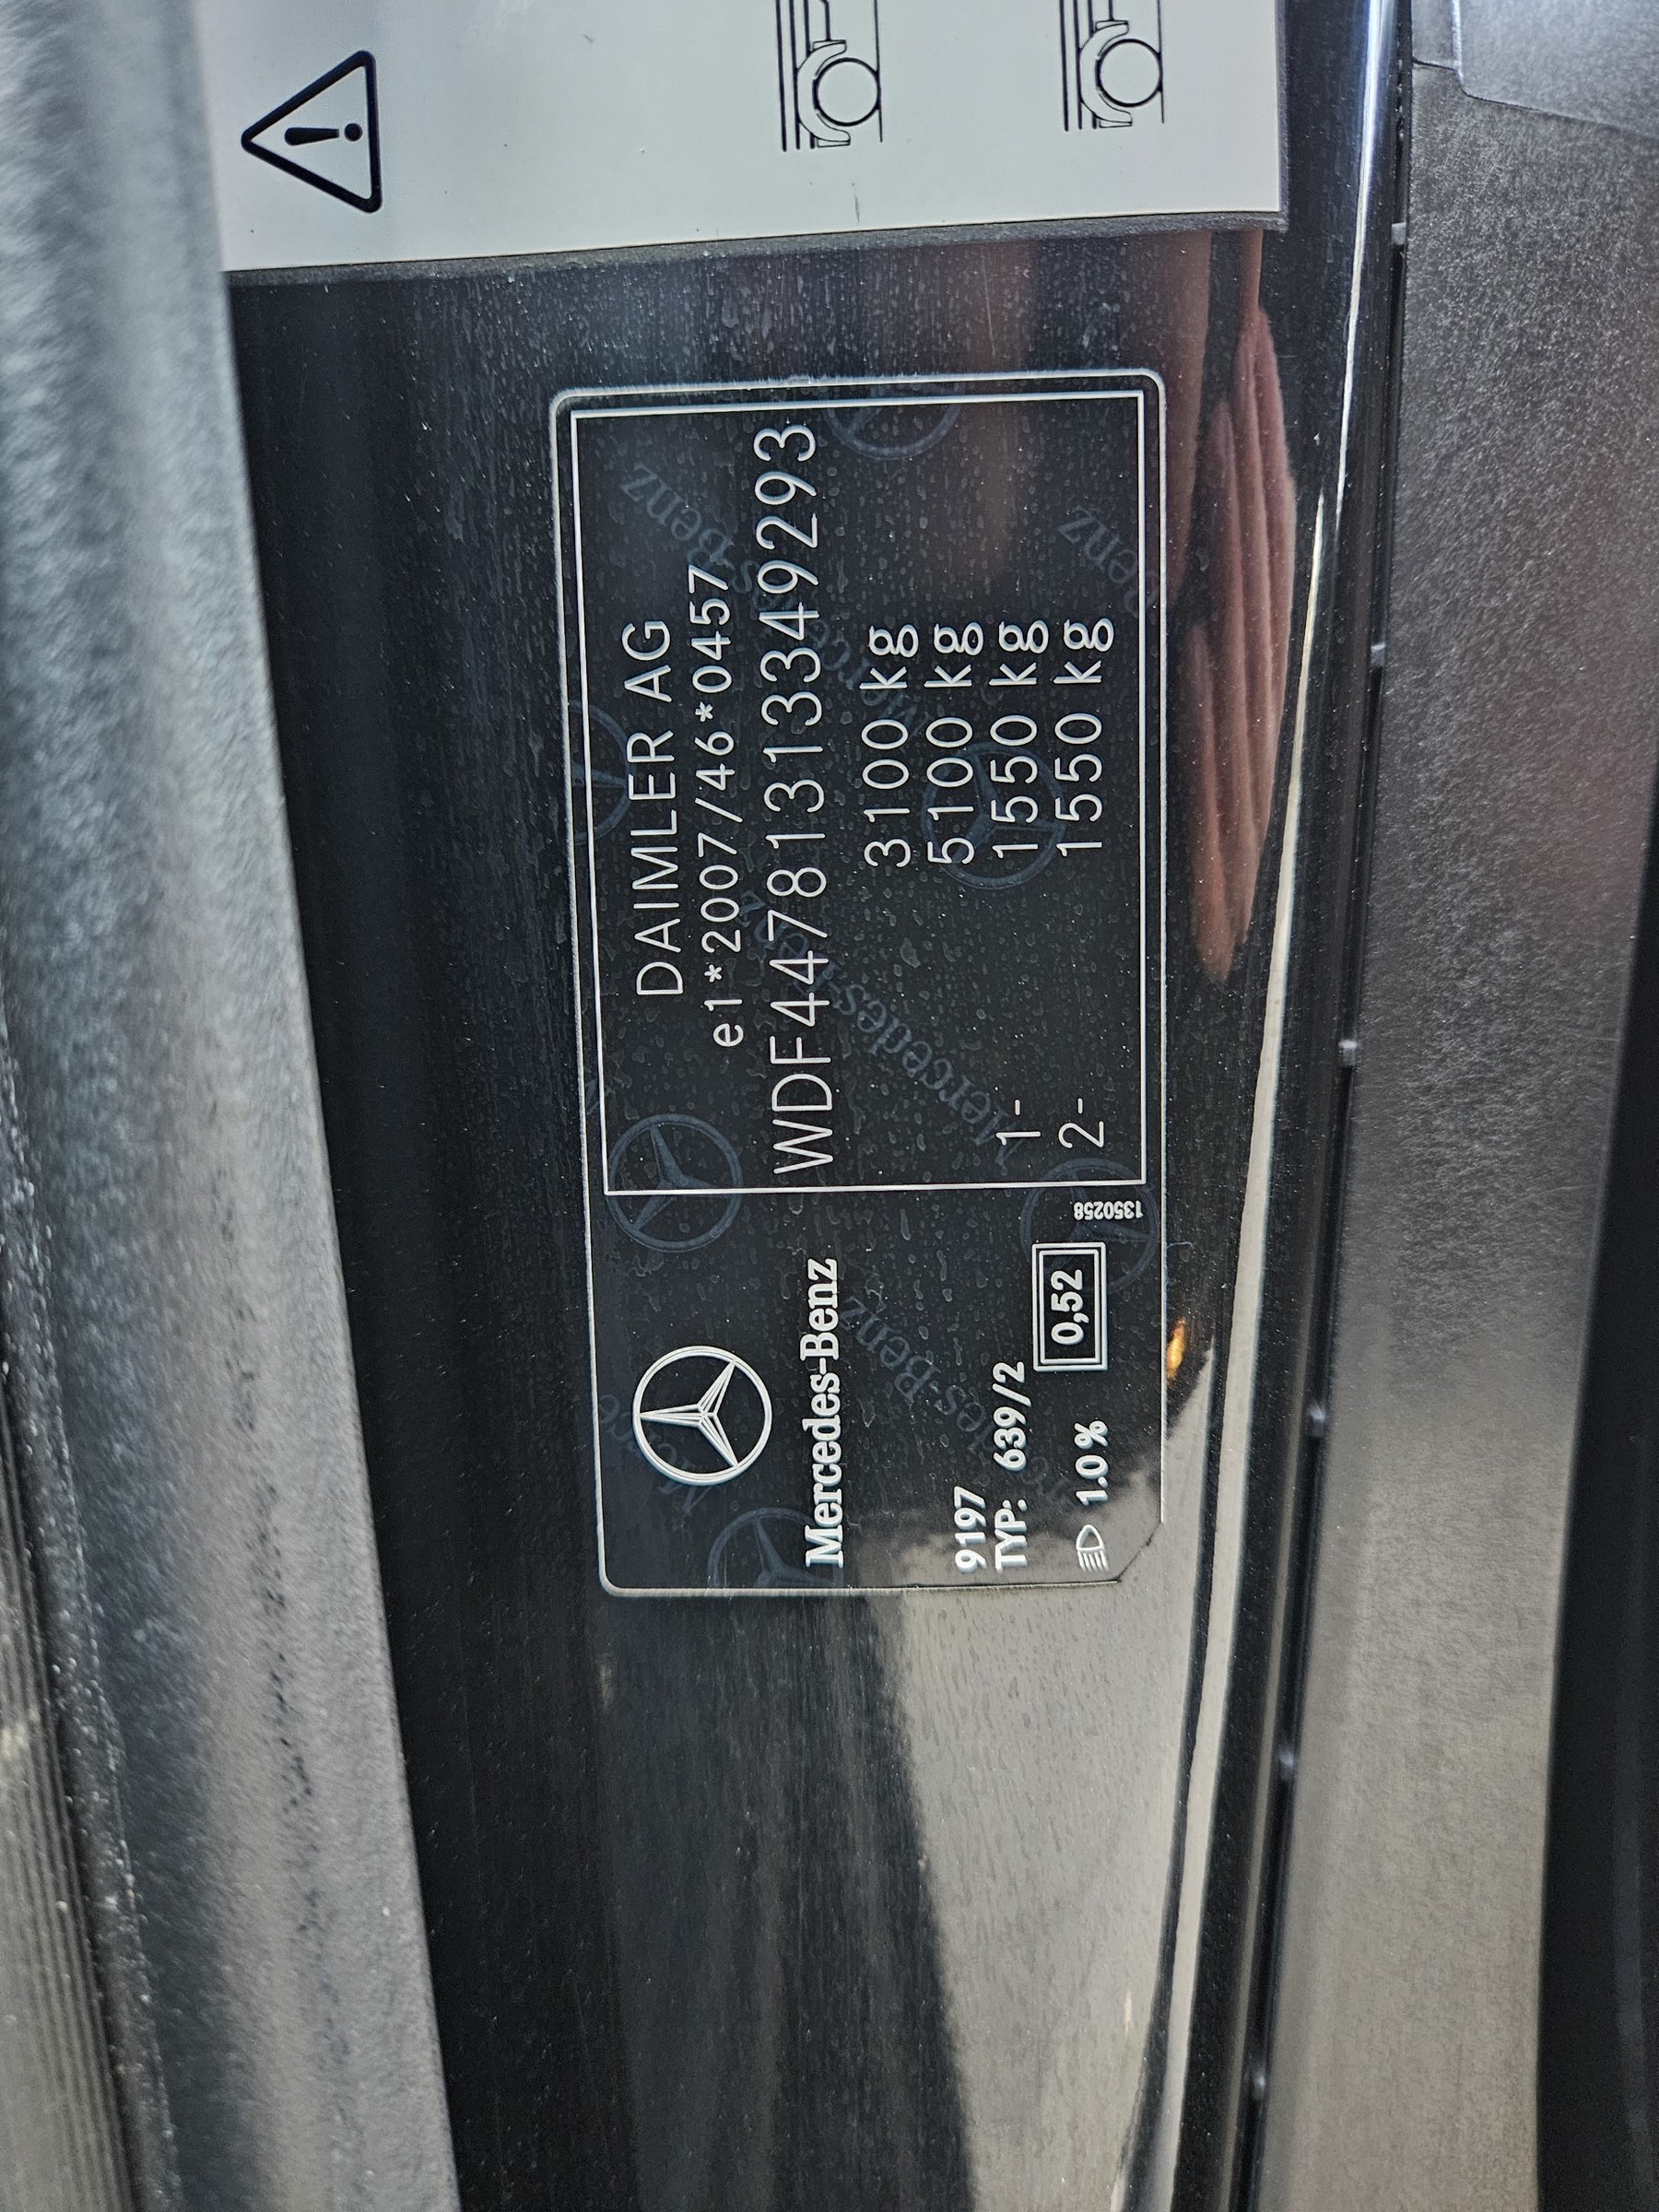 DAIMLER AG
e1*2007/46*0457
WDF44781313349293
3100 kg
5100 kg
1- 1550 kg
2- 1550 kg
Mercedes-Benz
9197
TYP: 639/2
1.0%
0,52
1350258